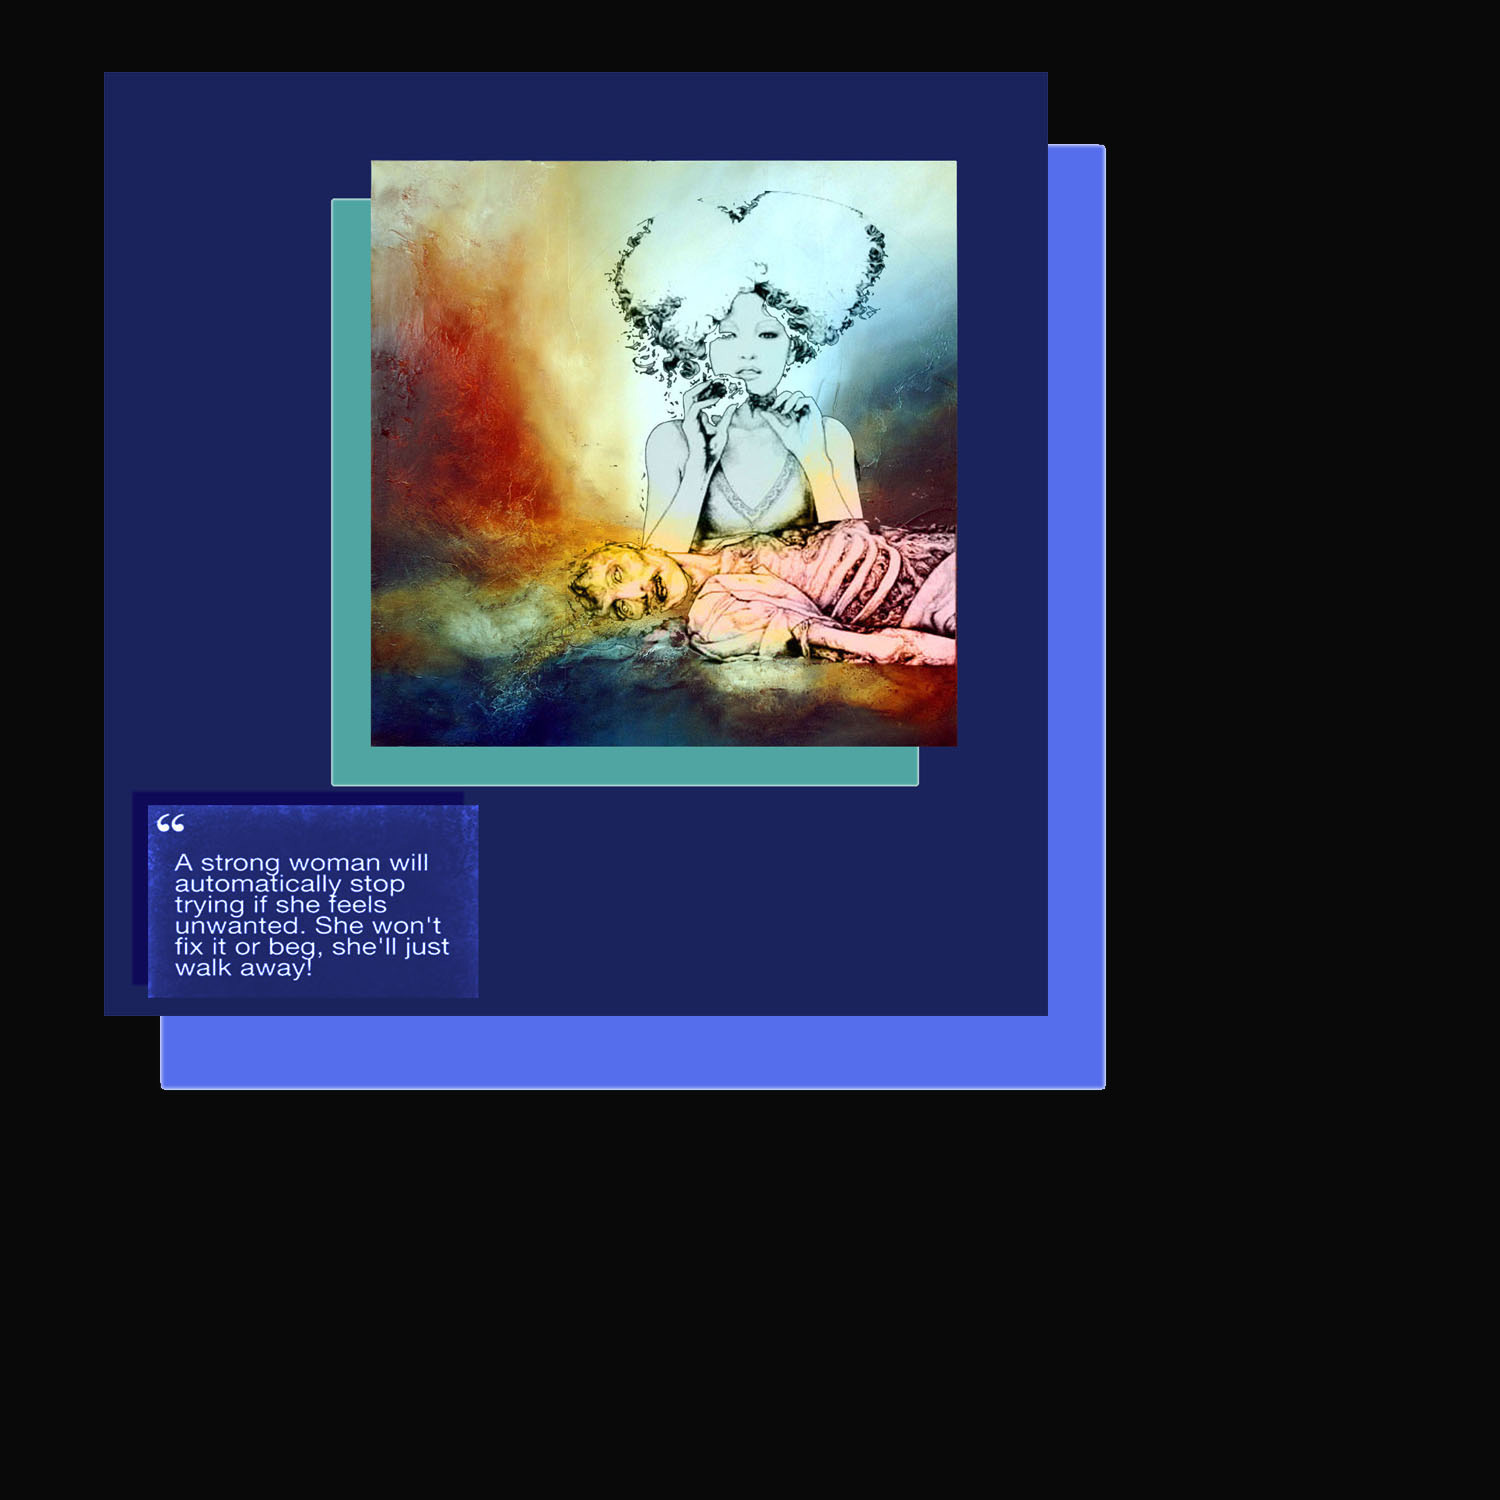 “
A strong woman will
automatically stop
trying if she feels
unwanted. She won't
fix it or beg, she'll just
walk away!